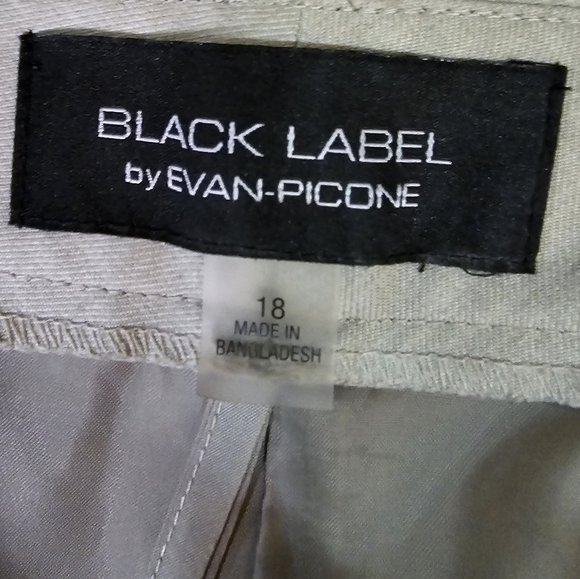 BLACK LABEL
by EVAN-PICONE
18
MADE IN
BANGLADESH